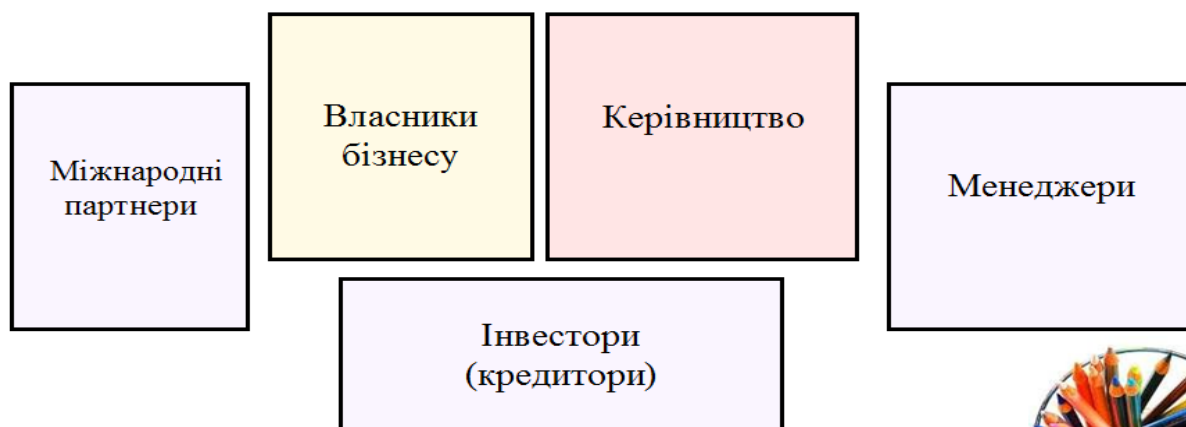 Міжнародні
партнери
Власники
бізнесу
Керівництво
Менеджери
Інвестори
(кредитори)